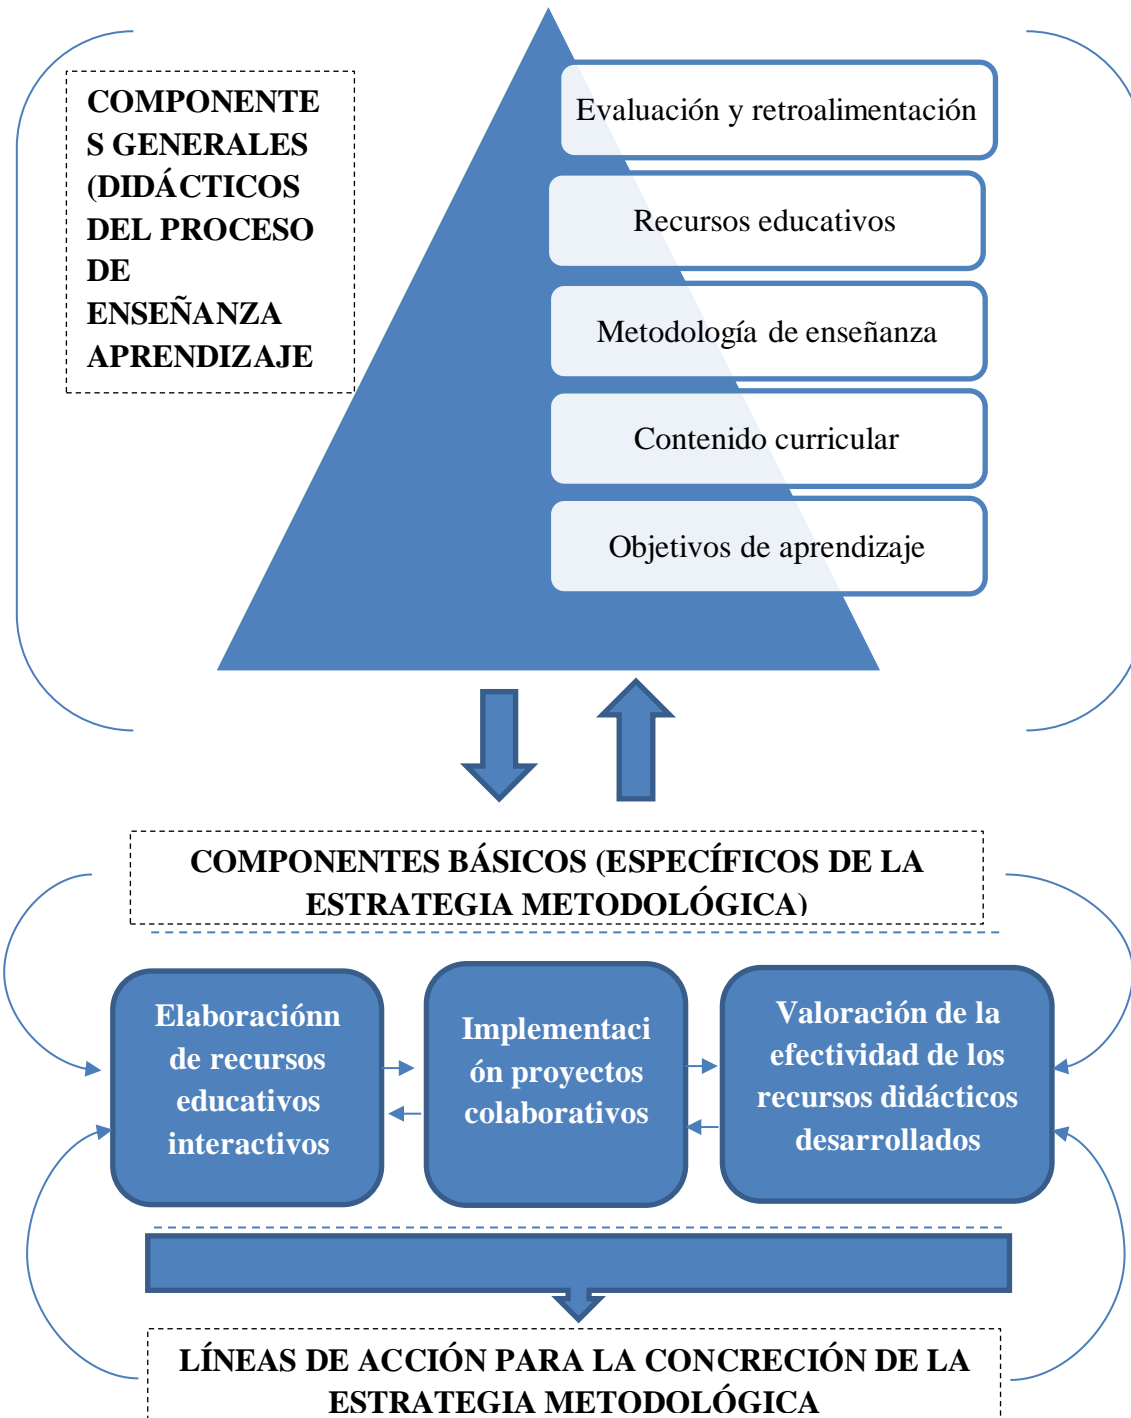 COMPONENTE
S GENERALES
(DIDÁCTICOS
DEL PROCESO
DE
ENSEÑANZA
APRENDIZAJE
Evaluación y retroalimentación
Recursos educativos
Metodología de enseñanza
Contenido curricular
Objetivos de aprendizaje
COMPONENTES BÁSICOS (ESPECÍFICOS DE LA
ESTRATEGIA METODOLÓGICA)
Elaboraciónn
de recursos
educativos
interactivos
Implementaci
ón proyectos
colaborativos
Valoración de la
efectividad de los
recursos didácticos
desarrollados
LÍNEAS DE ACCIÓN PARA LA CONCRECIÓN DE LA
ESTRATEGIA METODOLÓGICA